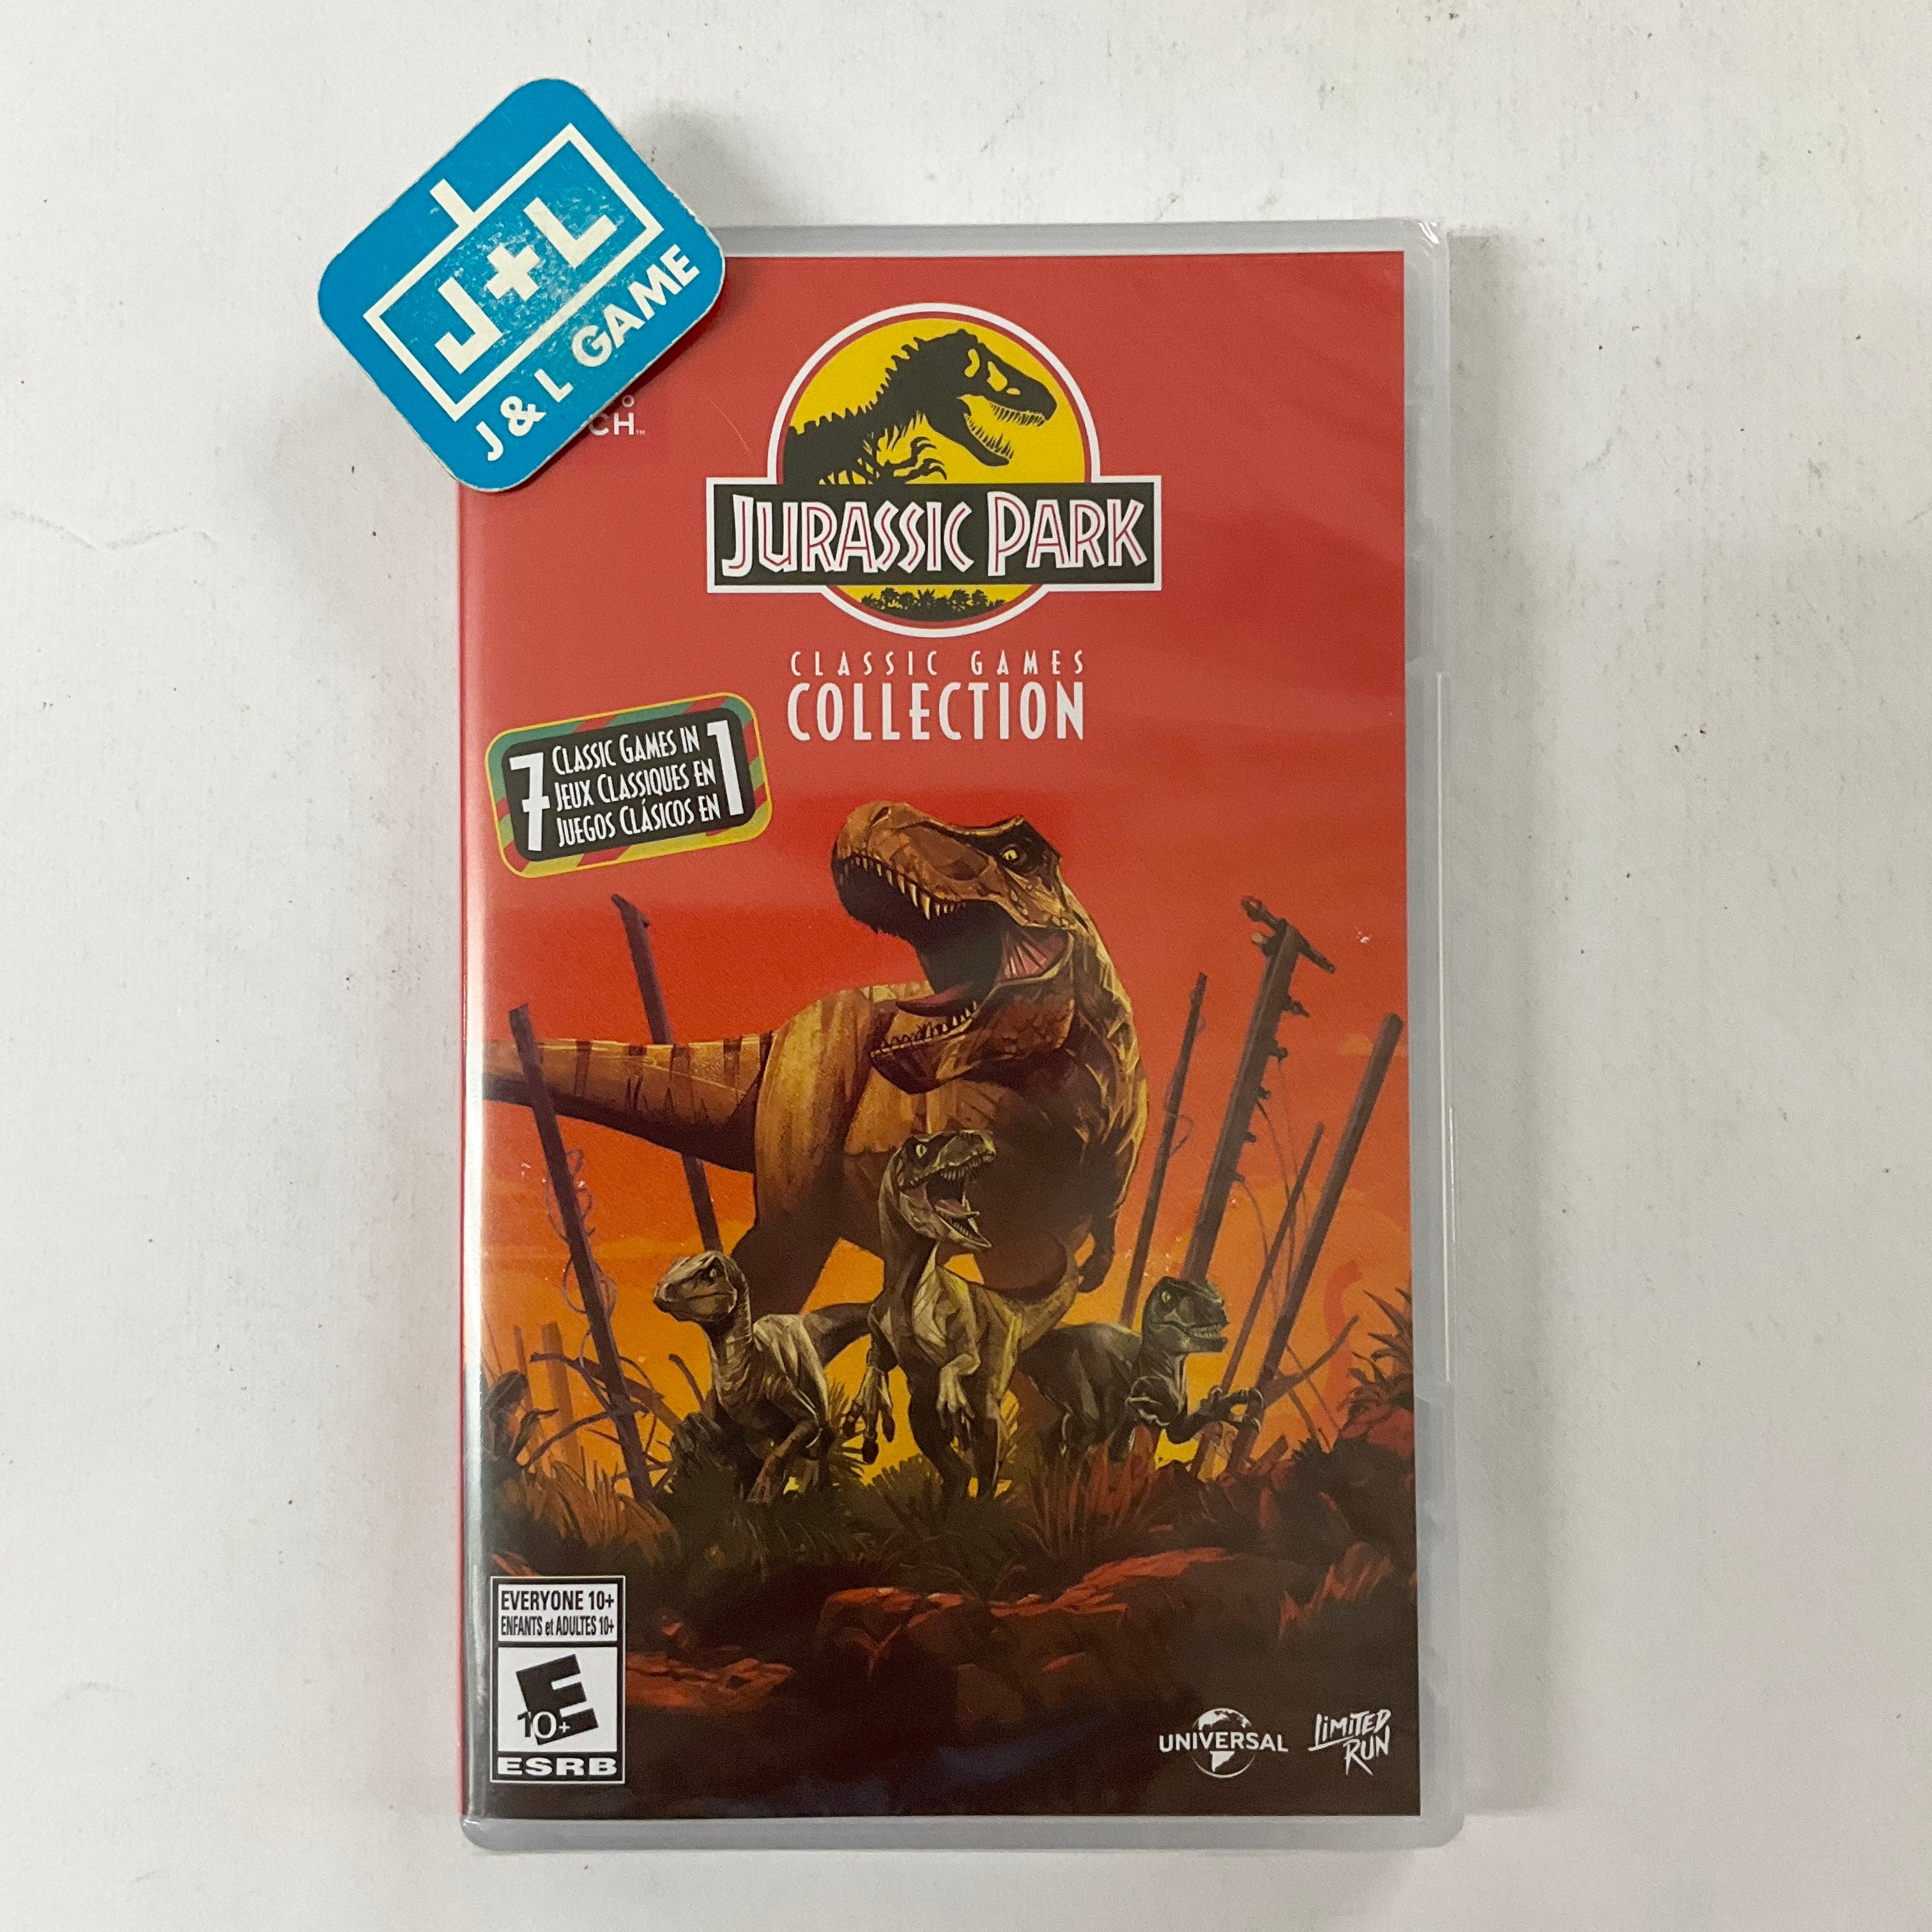 J+L
J & L GAME
CH™
JURASSIC PARK
CLASSIC GAMES
COLLECTION
7 CLASSIC GAMES IN 1
JEUX CLASSIQUES EN
JUEGOS CLÁSICOS EN
EVERYONE 10+
ENFANTS et ADULTES 10+
E
10+
ESRB
UNIVERSAL
LIMITED
RUN